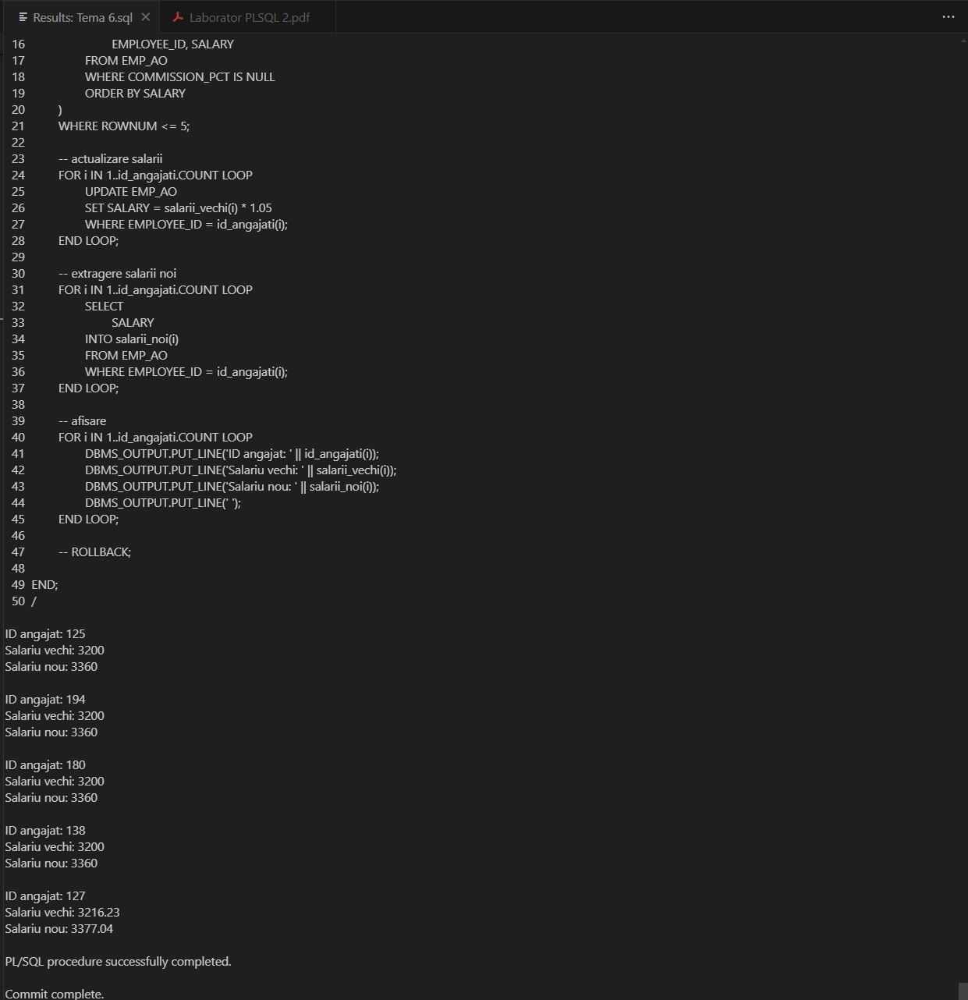 Results: Tema 6.sql
Laborator PLSQL 2.pdf
16 EMPLOYEE_ID, SALARY
17 FROM EMP_AO
18 WHERE COMMISSION_PCT IS NULL
19 ORDER BY SALARY
20 )
21 WHERE ROWNUM <= 5;
22
23 -- actualizare salarii
24 FOR i IN 1..id_angajati.COUNT LOOP
25 UPDATE EMP_AO
26 SET SALARY = salarii_vechi(i) * 1.05
27 WHERE EMPLOYEE_ID = id_angajati(i);
28 END LOOP;
29
30 -- extragere salarii noi
31 FOR i IN 1..id_angajati.COUNT LOOP
32 SELECT
33 SALARY
34 INTO salarii_noi(i)
35 FROM EMP_AO
36 WHERE EMPLOYEE_ID = id_angajati(i);
37 END LOOP;
38
39 -- afisare
40 FOR i IN 1..id_angajati.COUNT LOOP
41 DBMS_OUTPUT.PUT_LINE('ID angajat: ' || id_angajati(i));
42 DBMS_OUTPUT.PUT_LINE('Salariu vechi: ' || salarii_vechi(i));
43 DBMS_OUTPUT.PUT_LINE('Salariu nou: ' || salarii_noi(i));
44 DBMS_OUTPUT.PUT_LINE(' ');
45 END LOOP;
46
47 -- ROLLBACK;
48
49 END;
50 /
ID angajat: 125
Salariu vechi: 3200
Salariu nou: 3360
ID angajat: 194
Salariu vechi: 3200
Salariu nou: 3360
ID angajat: 180
Salariu vechi: 3200
Salariu nou: 3360
ID angajat: 138
Salariu vechi: 3200
Salariu nou: 3360
ID angajat: 127
Salariu vechi: 3216.23
Salariu nou: 3377.04
PL/SQL procedure successfully completed.
Commit complete.